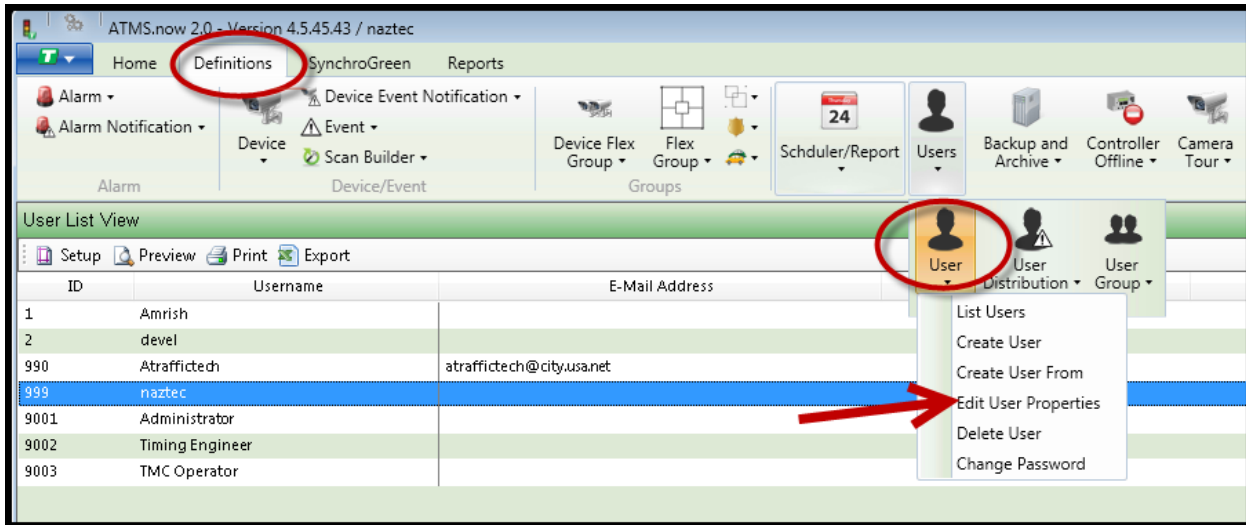 ATMS.now 2.0 - Version 4.5.45.43 / naztec
T Home Definitions SynchroGreen Reports
Alarm
Alarm Notification
Alarm
Device
Device Event Notification
Event
Scan Builder
Device/Event
Device Flex Group
Flex Group
Groups
Thursday
24
Schduler/Report
Users
Backup and Archive
Controller Offline
Camera Tour
User List View
Setup Preview Print Export
ID Username E-Mail Address
1 Amrish
2 devel
990 Atraffictech atraffictech@city.usa.net
999 naztec
9001 Administrator
9002 Timing Engineer
9003 TMC Operator
User
User Distribution
User Group
List Users
Create User
Create User From
Edit User Properties
Delete User
Change Password